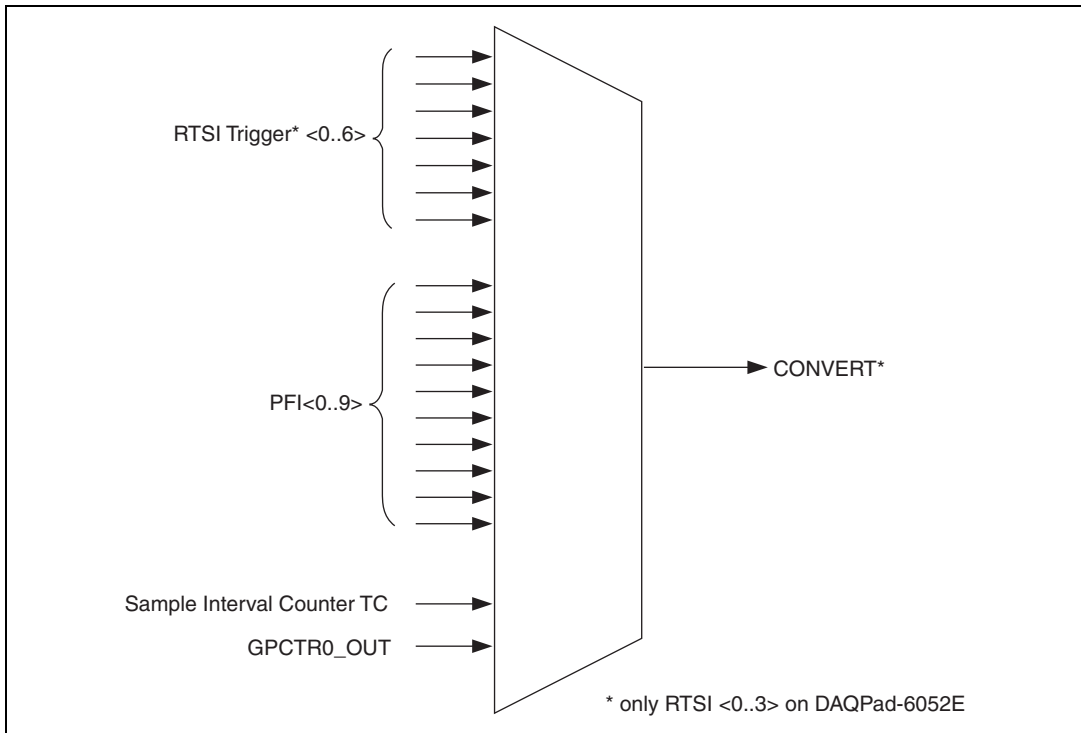 RTSI Trigger* <0..6>
PFI<0..9>
CONVERT*
Sample Interval Counter TC
GPCTR0_OUT
* only RTSI <0..3> on DAQPad-6052E